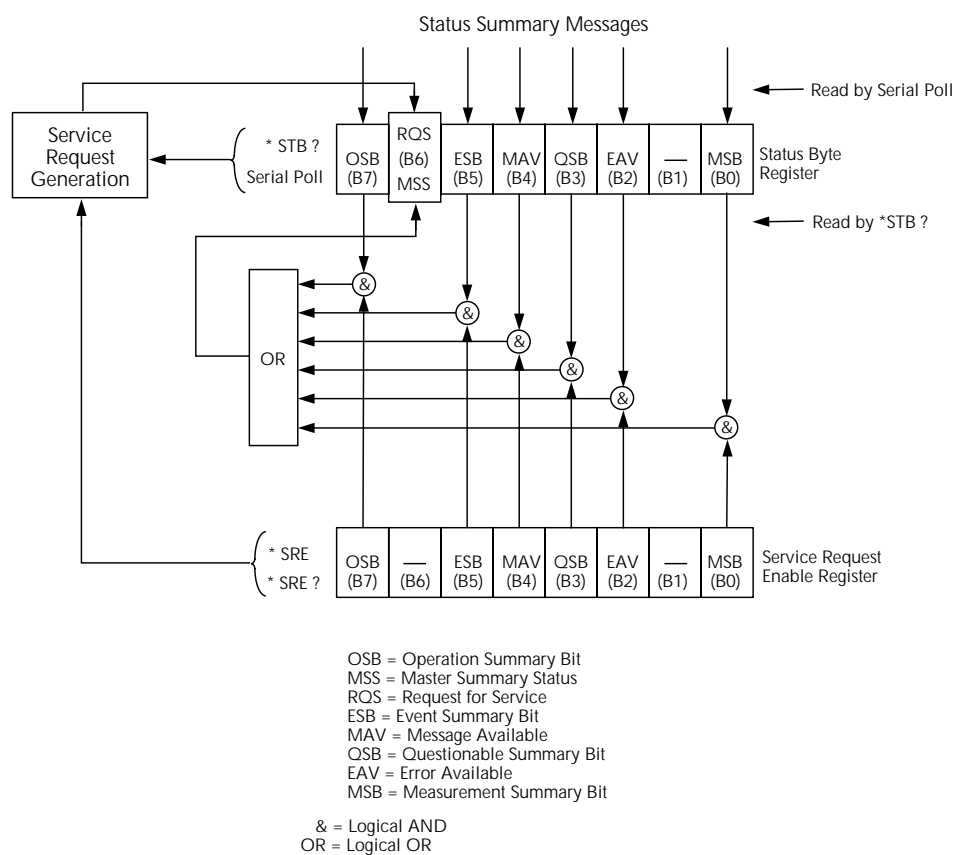 Status Summary Messages
Read by Serial Poll
Service
Request
Generation
* STB ?
Serial Poll
OSB
(B7)
RQS
(B6)
MSS
ESB
(B5)
MAV
(B4)
QSB
(B3)
EAV
(B2)
—
(B1)
MSB
(B0)
Status Byte
Register
Read by *STB ?
OR
&
&
&
&
&
&
* SRE
* SRE ?
OSB
(B7)
—
(B6)
ESB
(B5)
MAV
(B4)
QSB
(B3)
EAV
(B2)
—
(B1)
MSB
(B0)
Service Request
Enable Register
OSB = Operation Summary Bit
MSS = Master Summary Status
RQS = Request for Service
ESB = Event Summary Bit
MAV = Message Available
QSB = Questionable Summary Bit
EAV = Error Available
MSB = Measurement Summary Bit
& = Logical AND
OR = Logical OR